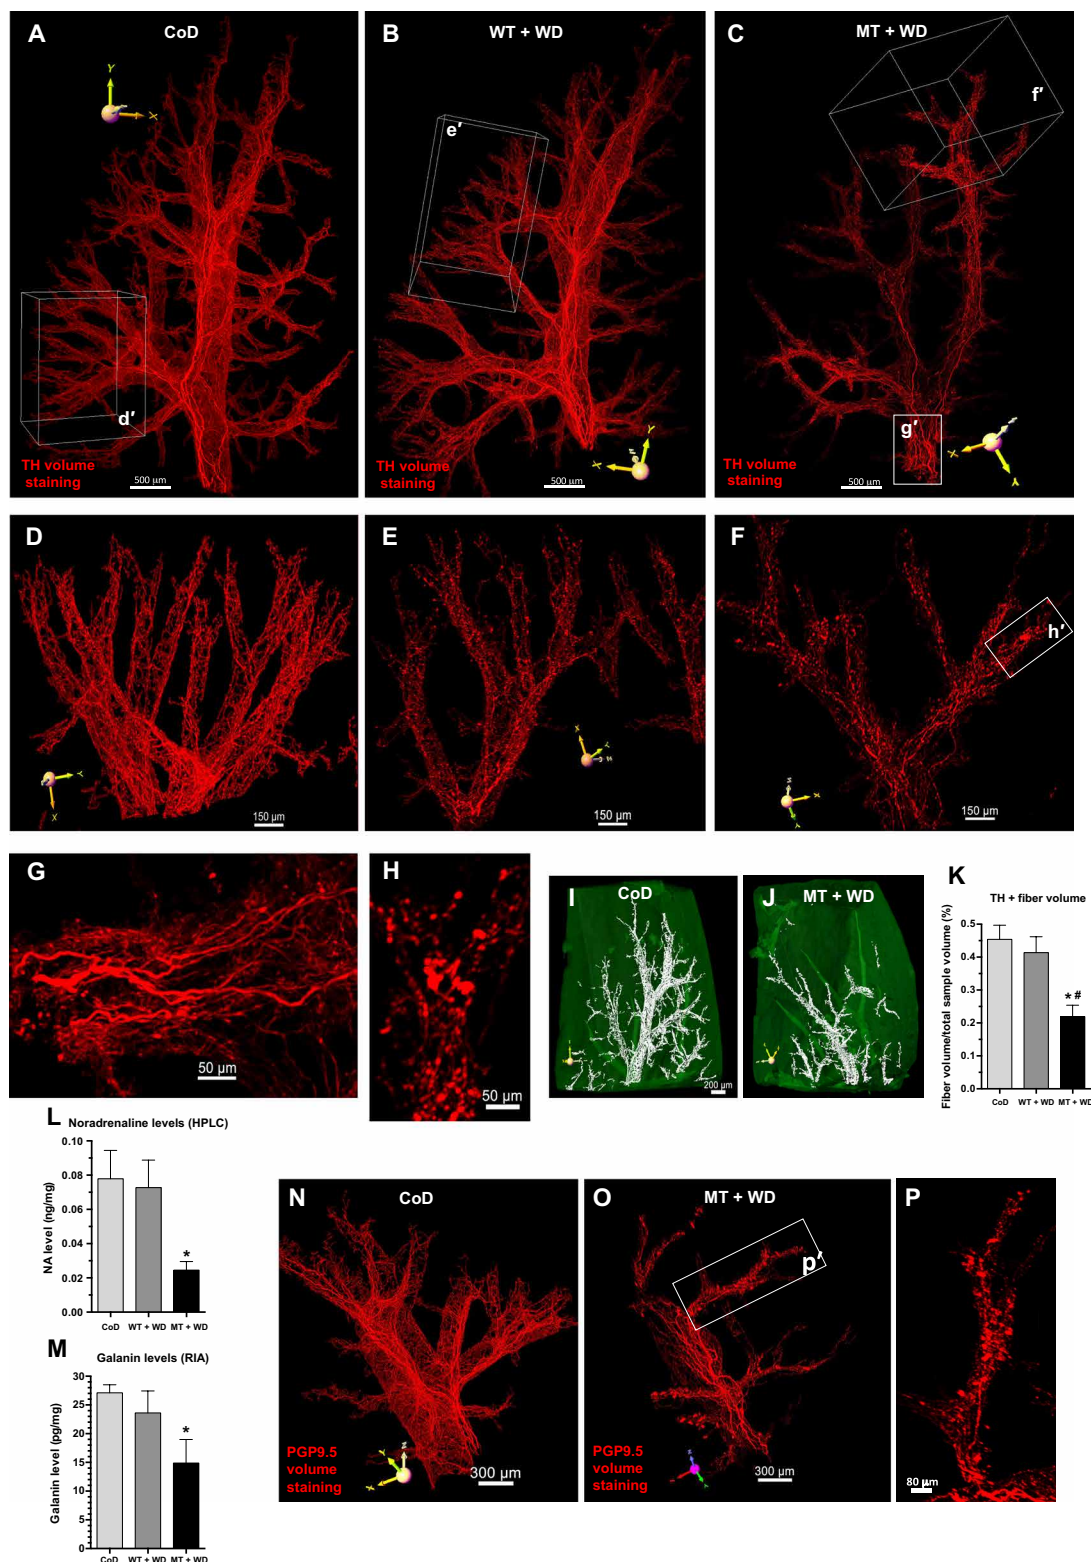 A
CoD
Y
X
d′
TH volume
staining
500 µm
B
WT + WD
e′
TH volume
staining
500 µm
X
Y
C
MT + WD
f′
g′
TH volume
staining
500 µm
X
Y
D
Y
X
150 µm
E
X
Y
150 µm
F
h′
X
Y
150 µm
G
50 µm
H
50 µm
I
CoD
200 µm
J
MT + WD
K
TH + fiber volume
Fiber volume/total sample volume (%)
0.5
0.4
0.3
0.2
0.1
0.0
* #
CoD
WT + WD
MT + WD
L
Noradrenaline levels (HPLC)
NA level (ng/mg)
0.10
0.08
0.06
0.04
0.02
0.00
*
CoD
WT + WD
MT + WD
M
Galanin levels (RIA)
Galanin level (pg/mg)
30
25
20
15
10
5
0
*
CoD
WT + WD
MT + WD
N
CoD
PGP9.5
volume
staining
300 µm
O
MT + WD
p′
PGP9.5
volume
staining
300 µm
P
80 µm